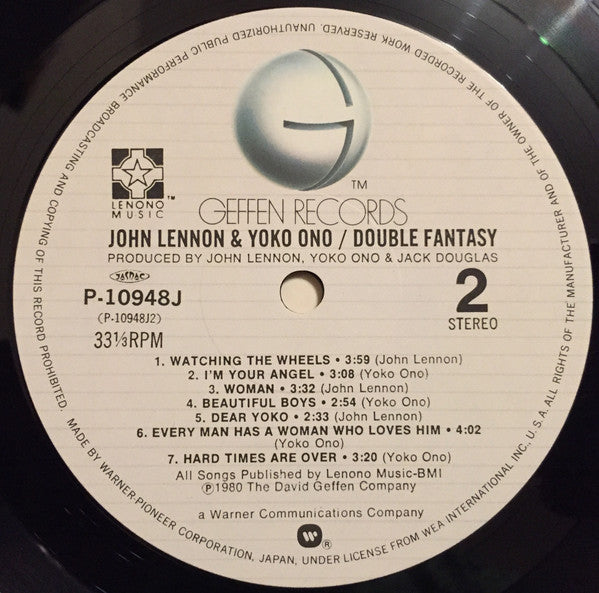 ALL RIGHTS OF THE MANUFACTURER AND OF THE OWNER OF THE RECORDED WORK RESERVED. UNAUTHORIZED PUBLIC PERFORMANCE BROADCASTING AND COPYING OF THIS RECORD PROHIBITED.
LENONO
MUSIC
TM
TM
GEFFEN RECORDS
JOHN LENNON & YOKO ONO / DOUBLE FANTASY
PRODUCED BY JOHN LENNON, YOKO ONO & JACK DOUGLAS
JASRAC
P-10948J
(P-10948J2)
33⅓RPM
2
STEREO
1. WATCHING THE WHEELS • 3:59 (John Lennon)
2. I'M YOUR ANGEL • 3:08 (Yoko Ono)
3. WOMAN • 3:32 (John Lennon)
4. BEAUTIFUL BOYS • 2:54 (Yoko Ono)
5. DEAR YOKO • 2:33 (John Lennon)
6. EVERY MAN HAS A WOMAN WHO LOVES HIM • 4:02
(Yoko Ono)
7. HARD TIMES ARE OVER • 3:20 (Yoko Ono)
All Songs Published by Lenono Music-BMI
Ⓟ1980 The David Geffen Company
a Warner Communications Company
®
MADE BY WARNER-PIONEER CORPORATION, JAPAN, UNDER LICENSE FROM WEA INTERNATIONAL INC., U.S.A.